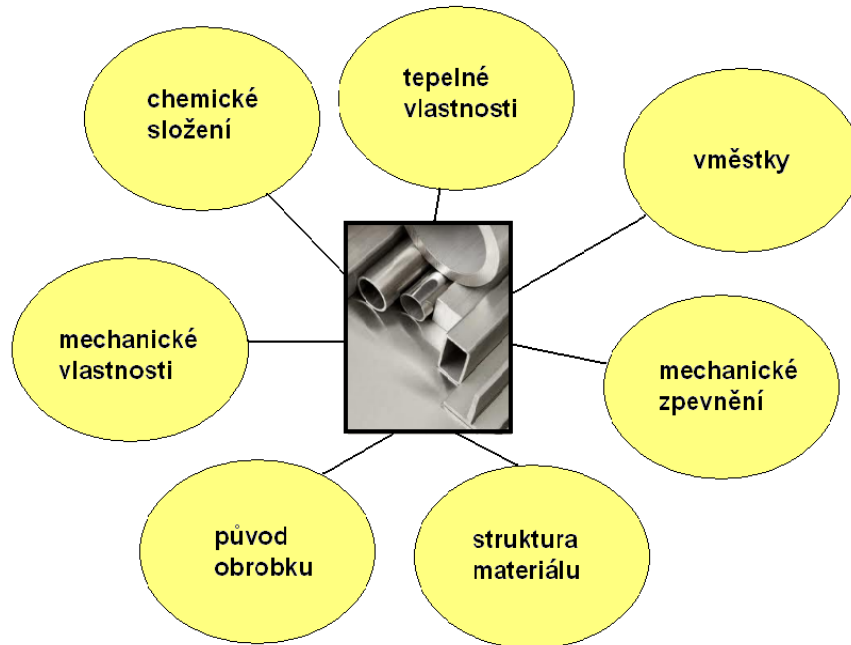 chemické
složení
tepelné
vlastnosti
vměstky
mechanické
vlastnosti
mechanické
zpevnění
původ
obrobku
struktura
materiálu